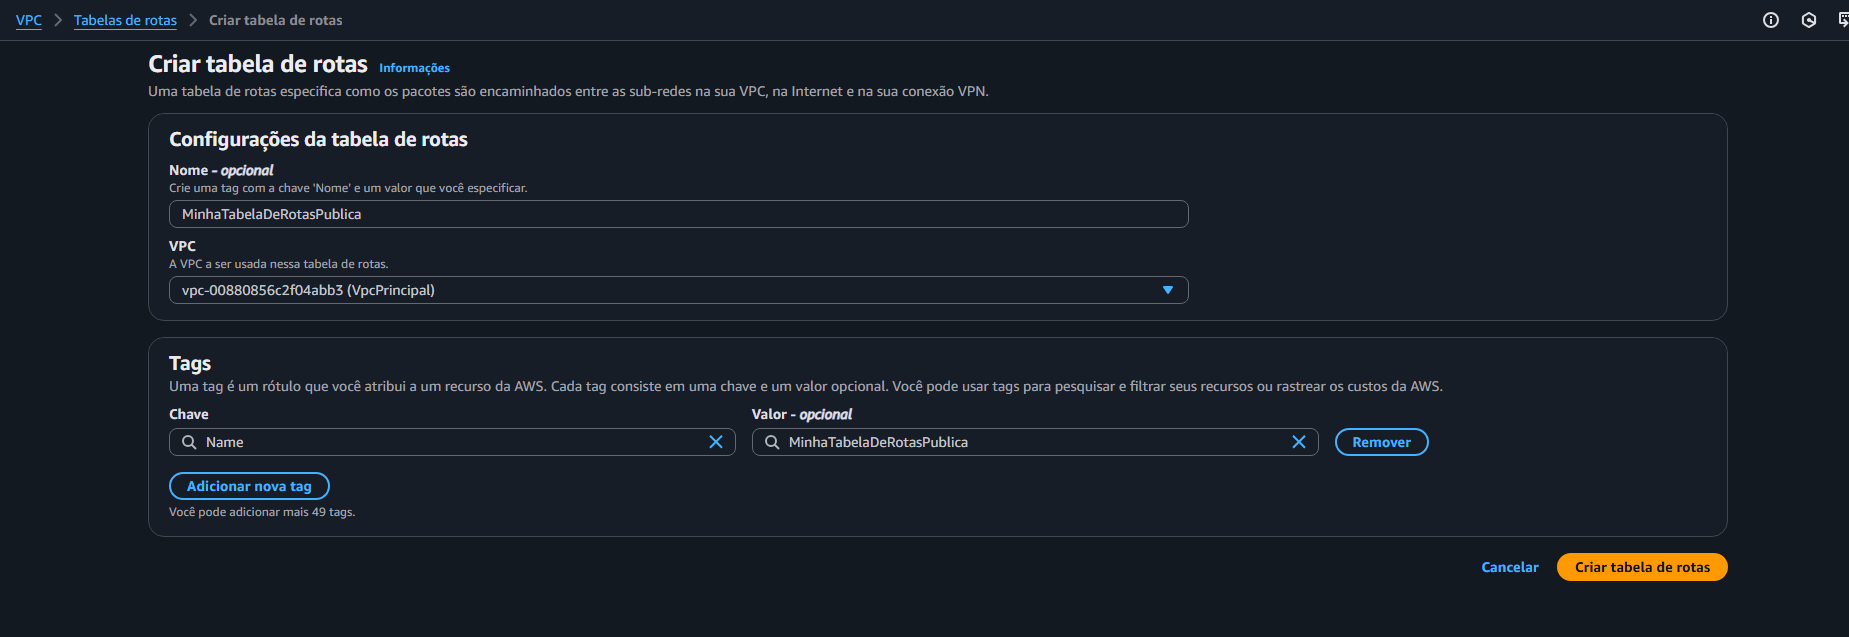 VPC > Tabelas de rotas > Criar tabela de rotas
Criar tabela de rotas Informações
Uma tabela de rotas especifica como os pacotes são encaminhados entre as sub-redes na sua VPC, na Internet e na sua conexão VPN.
Configurações da tabela de rotas
Nome - opcional
Crie uma tag com a chave 'Nome' e um valor que você especificar.
MinhaTabelaDeRotasPublica
VPC
A VPC a ser usada nessa tabela de rotas.
vpc-00880856c2f04abb3 (VpcPrincipal)
Tags
Uma tag é um rótulo que você atribui a um recurso da AWS. Cada tag consiste em uma chave e um valor opcional. Você pode usar tags para pesquisar e filtrar seus recursos ou rastrear os custos da AWS.
Chave Valor - opcional
Name MinhaTabelaDeRotasPublica Remover
Adicionar nova tag
Você pode adicionar mais 49 tags.
Cancelar Criar tabela de rotas